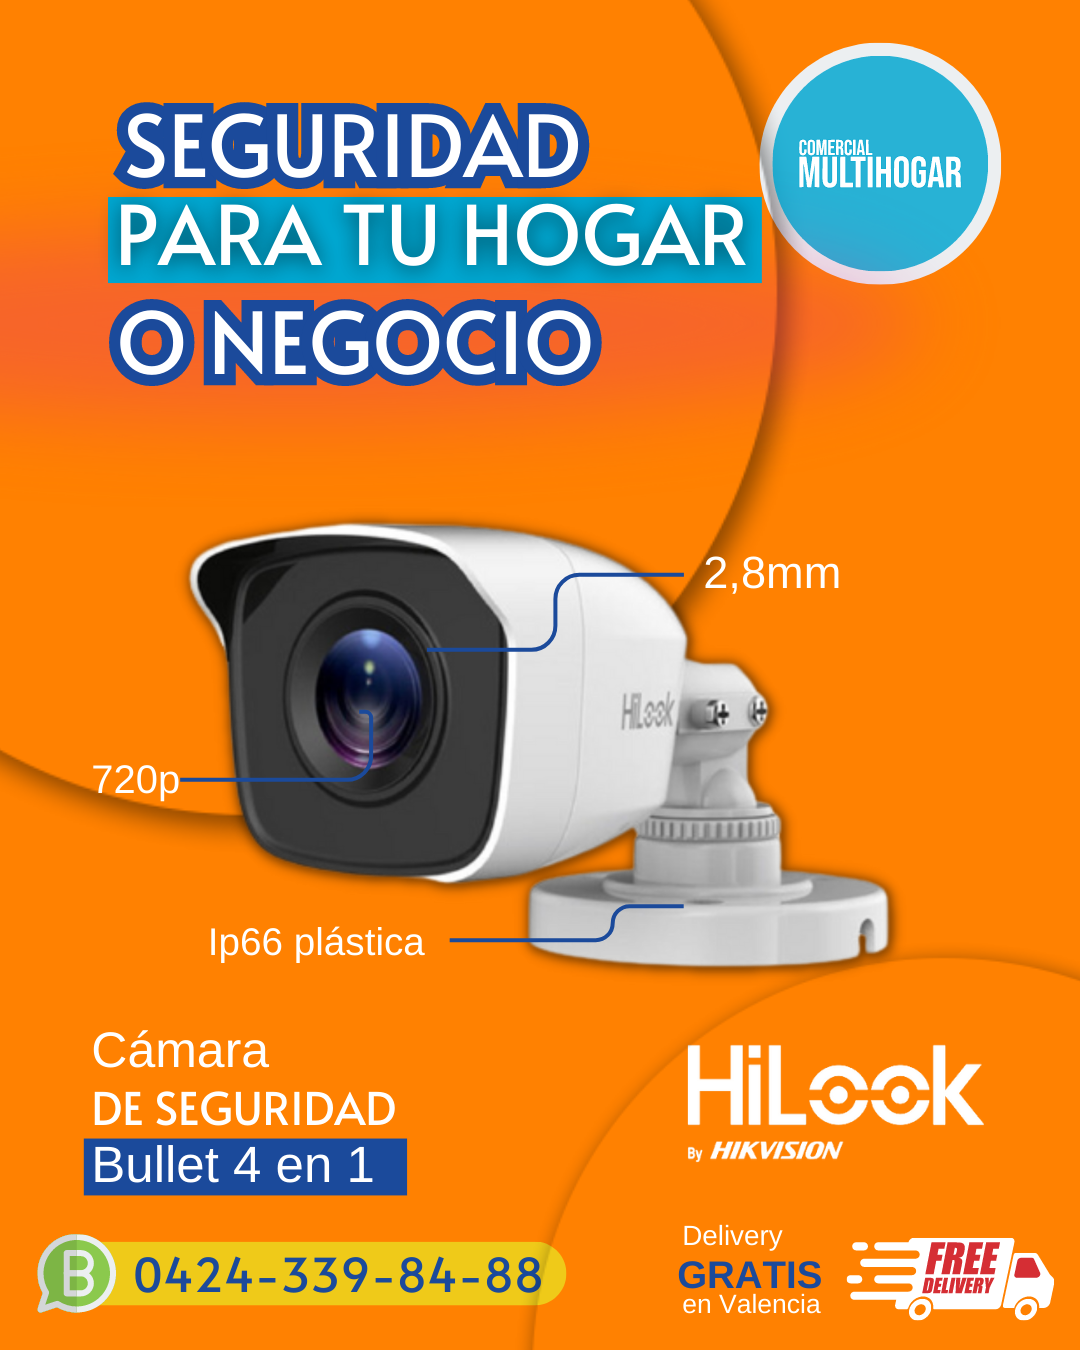 SEGURIDAD
PARA TU HOGAR
O NEGOCIO
COMERCIAL
MULTIHOGAR
2,8mm
HiLook
720p
Ip66 plástica
Cámara
DE SEGURIDAD
Bullet 4 en 1
HiLook
By HIKVISION
B 0424-339-84-88
Delivery
GRATIS
en Valencia
FREE
DELIVERY